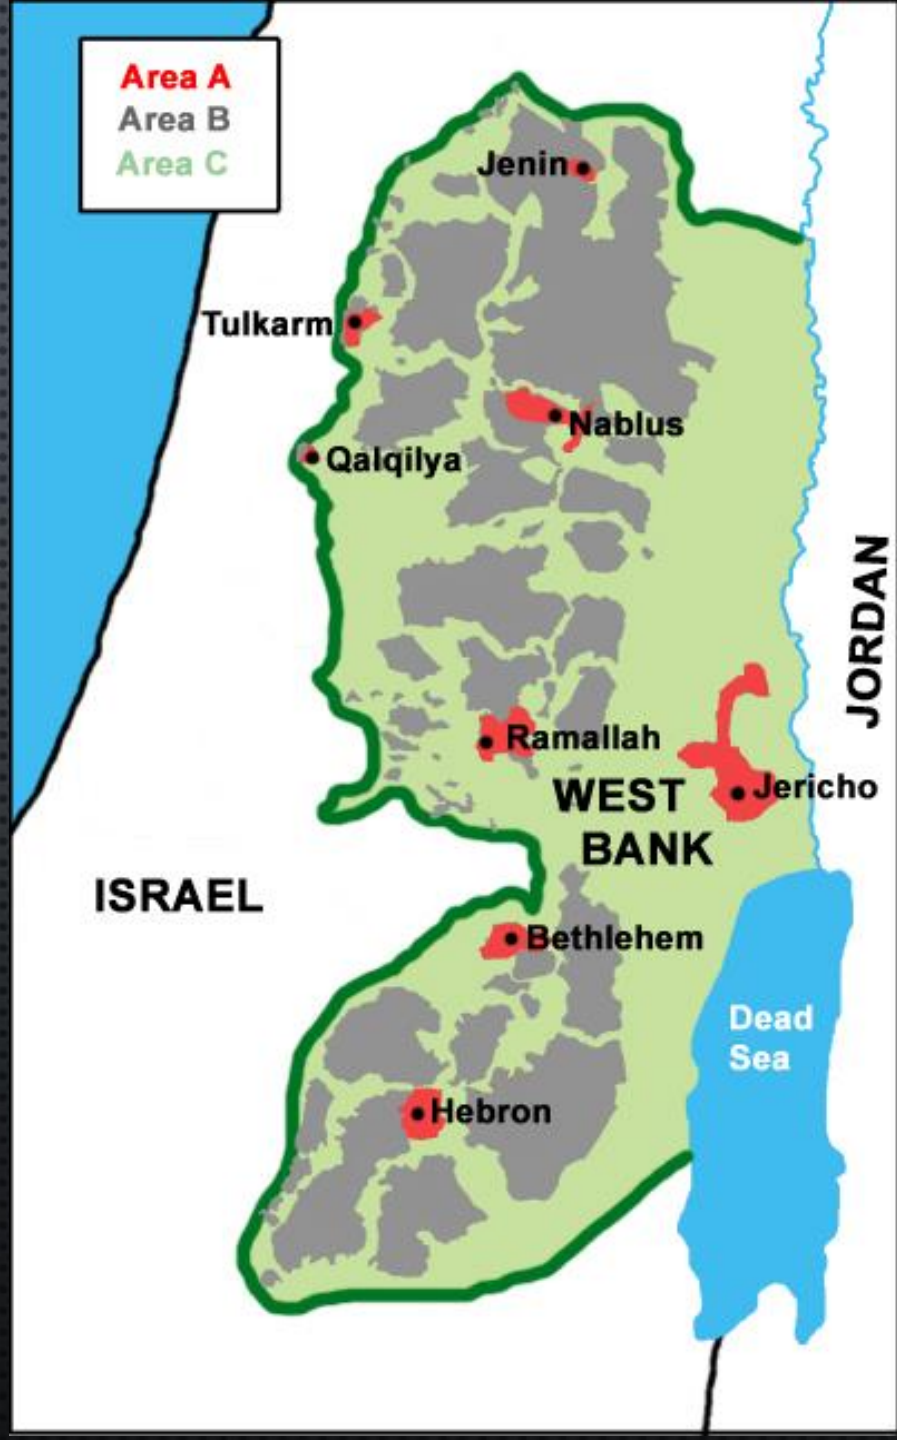 Area A
Area B
Area C
Jenin
Tulkarm
Nablus
Qalqilya
JORDAN
Ramallah
WEST
BANK
Jericho
ISRAEL
Bethlehem
Dead
Sea
Hebron